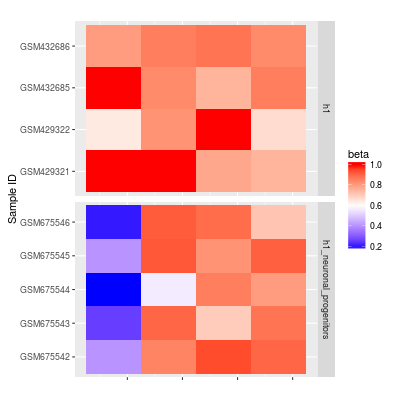 Sample ID
GSM432686
GSM432685
GSM429322
GSM429321
h1
GSM675546
GSM675545
GSM675544
GSM675543
GSM675542
h1_neuronal_progenitors
beta
1.0
0.8
0.6
0.4
0.2